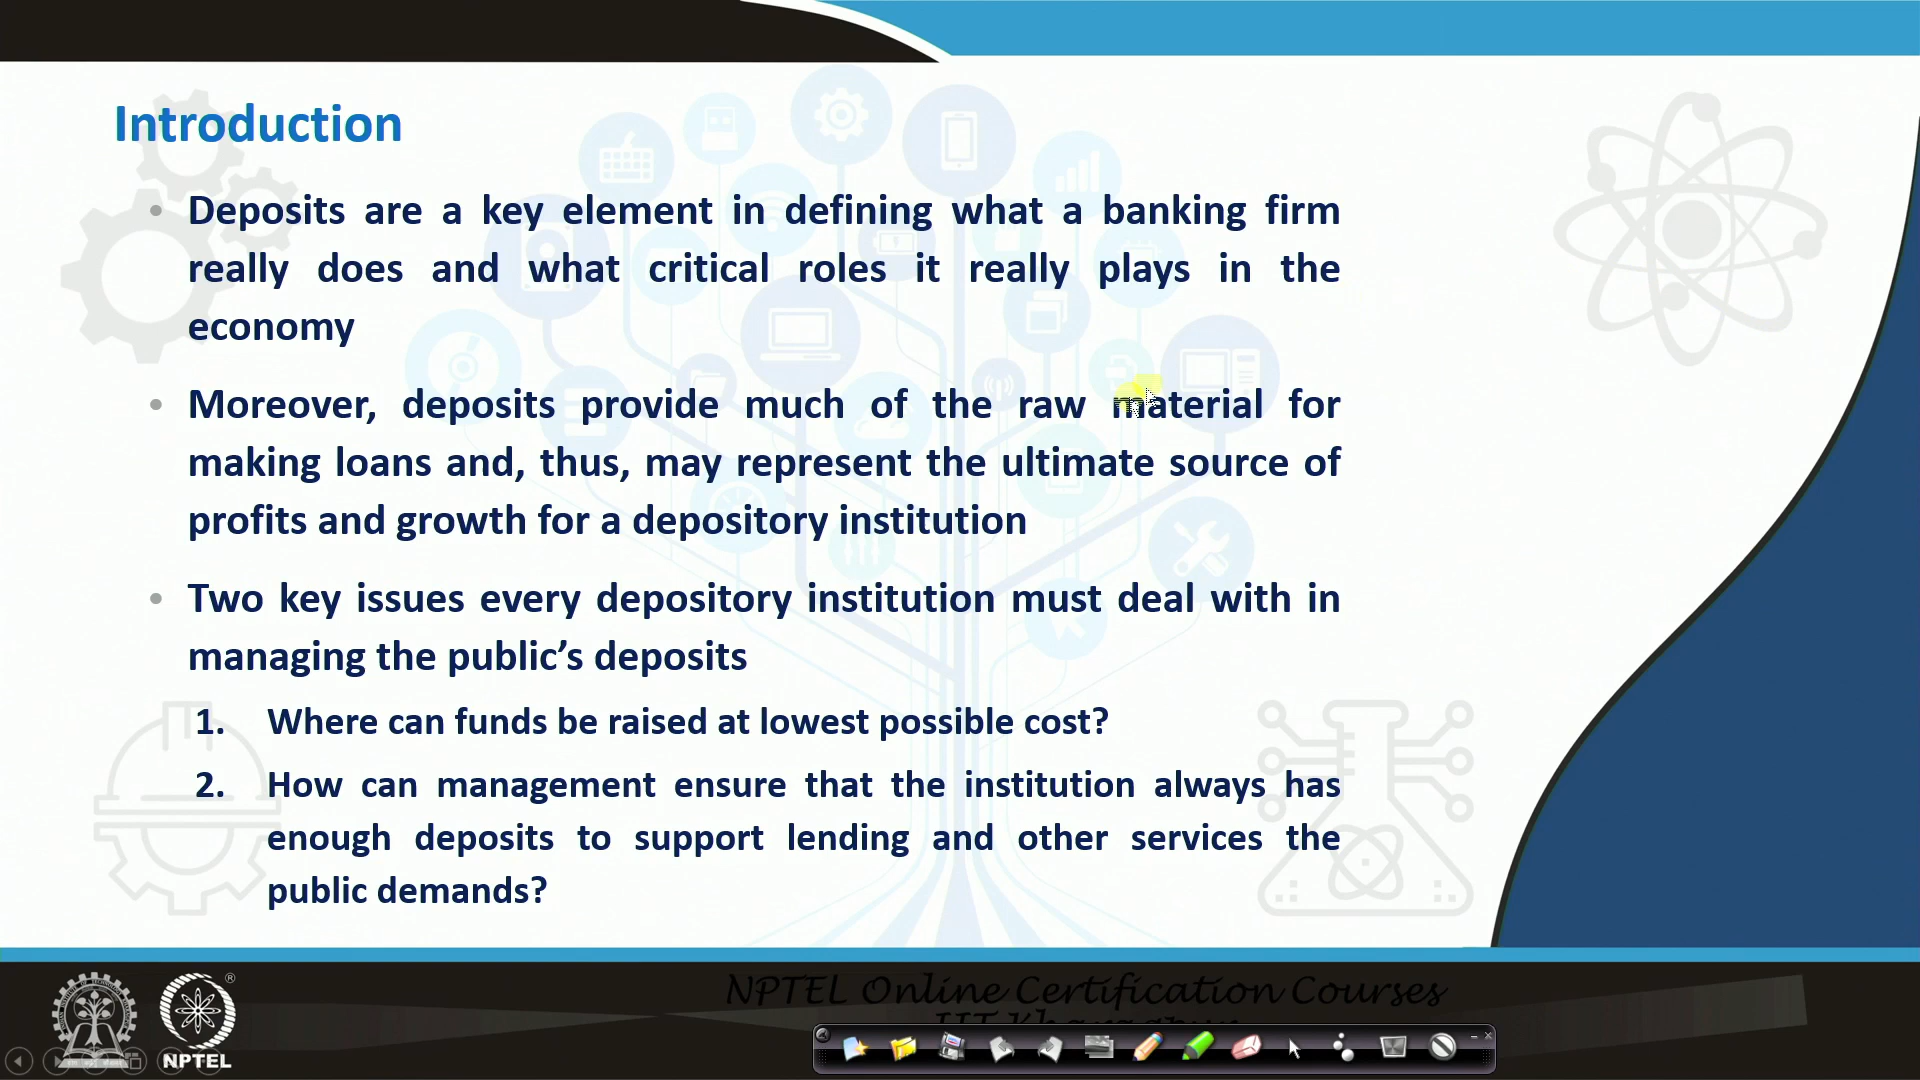 Introduction
• Deposits are a key element in defining what a banking firm
really does and what critical roles it really plays in the
economy
• Moreover, deposits provide much of the raw material for
making loans and, thus, may represent the ultimate source of
profits and growth for a depository institution
• Two key issues every depository institution must deal with in
managing the public’s deposits
1. Where can funds be raised at lowest possible cost?
2. How can management ensure that the institution always has
enough deposits to support lending and other services the
public demands?
NPTEL Online Certification Courses
IIT Kharagpur
NPTEL
®